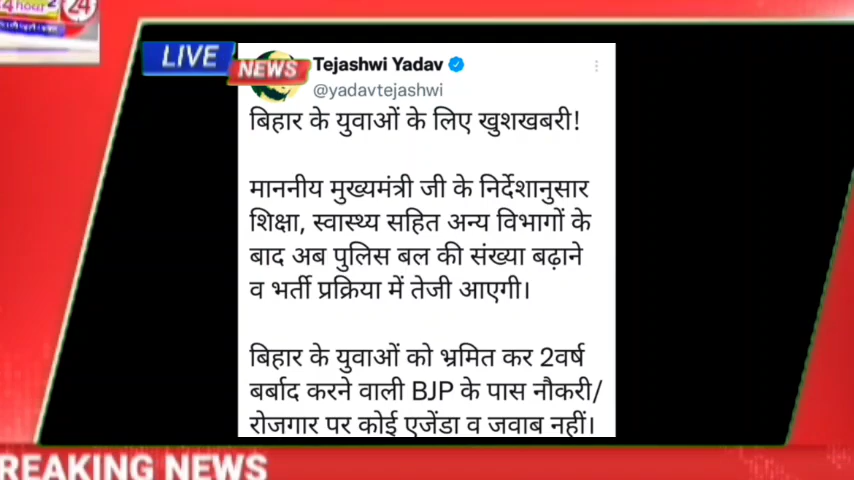 24
LIVE
NEWS
Tejashwi Yadav
@yadavtejashwi
बिहार के युवाओं के लिए खुशखबरी!
माननीय मुख्यमंत्री जी के निर्देशानुसार
शिक्षा, स्वास्थ्य सहित अन्य विभागों के
बाद अब पुलिस बल की संख्या बढ़ाने
व भर्ती प्रक्रिया में तेजी आएगी।
बिहार के युवाओं को भ्रमित कर 2वर्ष
बर्बाद करने वाली BJP के पास नौकरी/
रोजगार पर कोई एजेंडा व जवाब नहीं।
REAKING NEWS